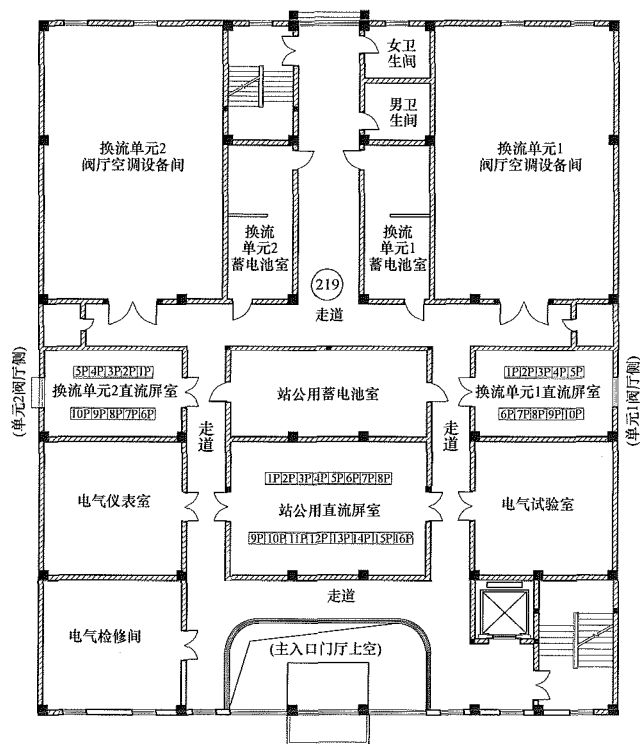 女卫
生间
男卫
生间
换流单元2
阀厅空调设备间
换流单元1
阀厅空调设备间
换流
单元2
蓄电池室
换流
单元1
蓄电池室
219
走道
(单元2阀厅侧)
5P 4P 3P 2P 1P
换流单元2直流屏室
10P 9P 8P 7P 6P
站公用蓄电池室
1P 2P 3P 4P 5P
换流单元1直流屏室
6P 7P 8P 9P 10P
(单元1阀厅侧)
走道
走道
电气仪表室
1P 2P 3P 4P 5P 6P 7P 8P
站公用直流屏室
9P 10P 11P 12P 13P 14P 15P 16P
电气试验室
走道
电气检修间
(主入口门厅上空)